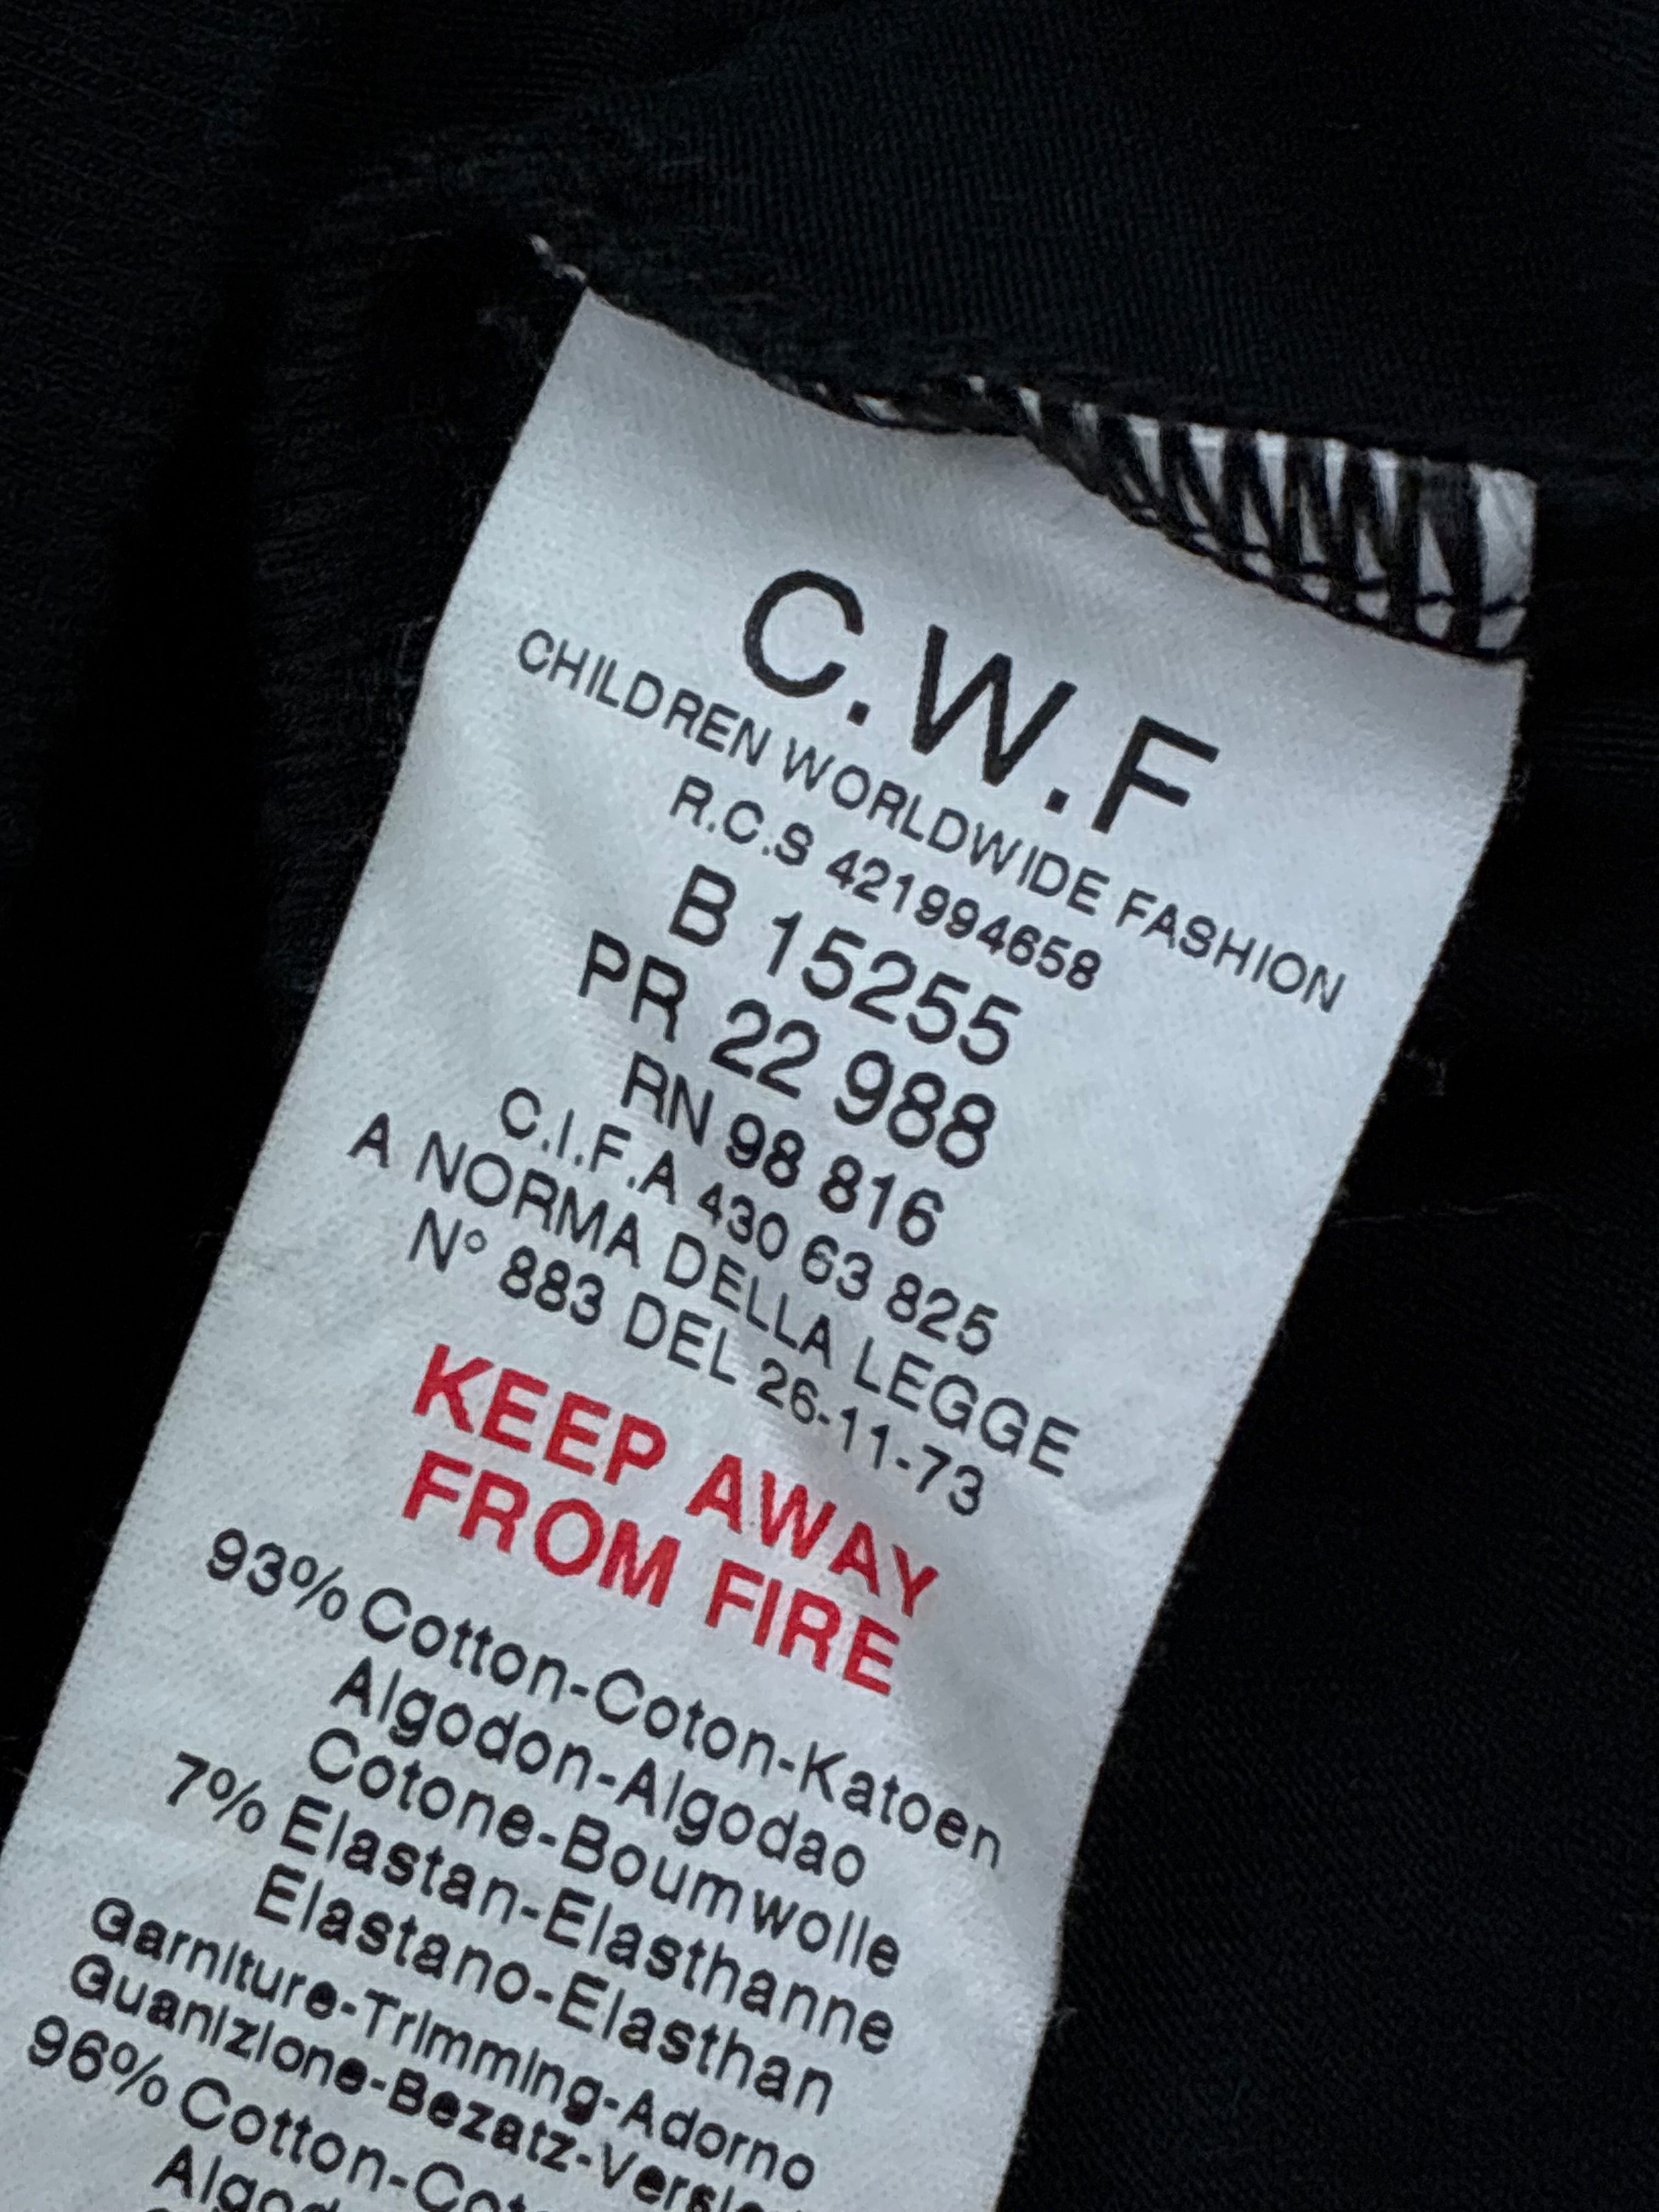 C.W.F
CHILDREN WORLDWIDE FASHION
R.C.S 421994658
B 15255
PR 22 988
RN 98 816
C.I.F.A 430 63 825
A NORMA DELLA LEGGE
N° 883 DEL 26-11-73
KEEP AWAY
FROM FIRE
93% Cotton-Coton-Katoen
Algodon-Algodao
Cotone-Boumwolle
7% Elastan-Elasthanne
Elastano-Elasthan
Garniture-Trimming-Adorno
Guanizione-Bezatz-
96% Cotton-